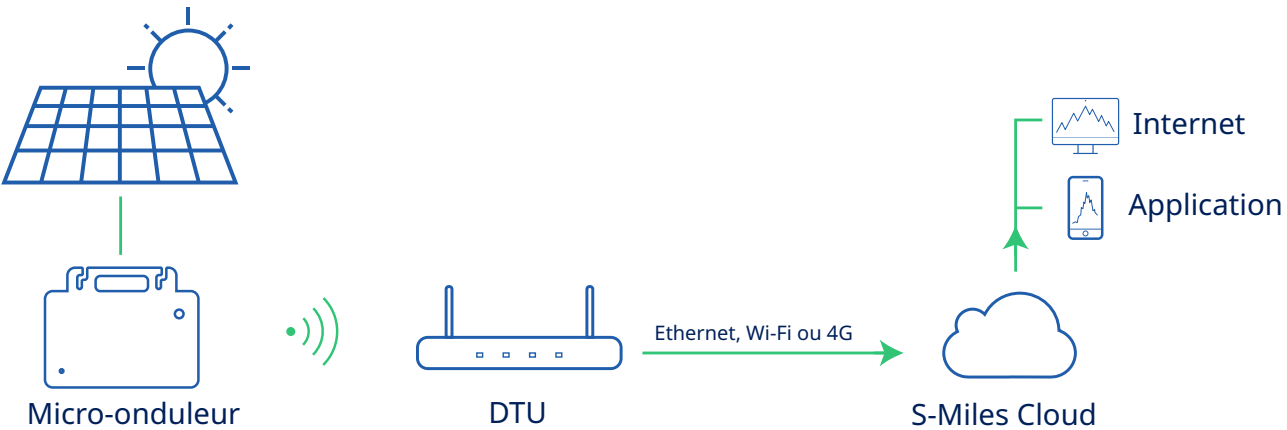 Internet
Application
Ethernet, Wi-Fi ou 4G
Micro-onduleur
DTU
S-Miles Cloud